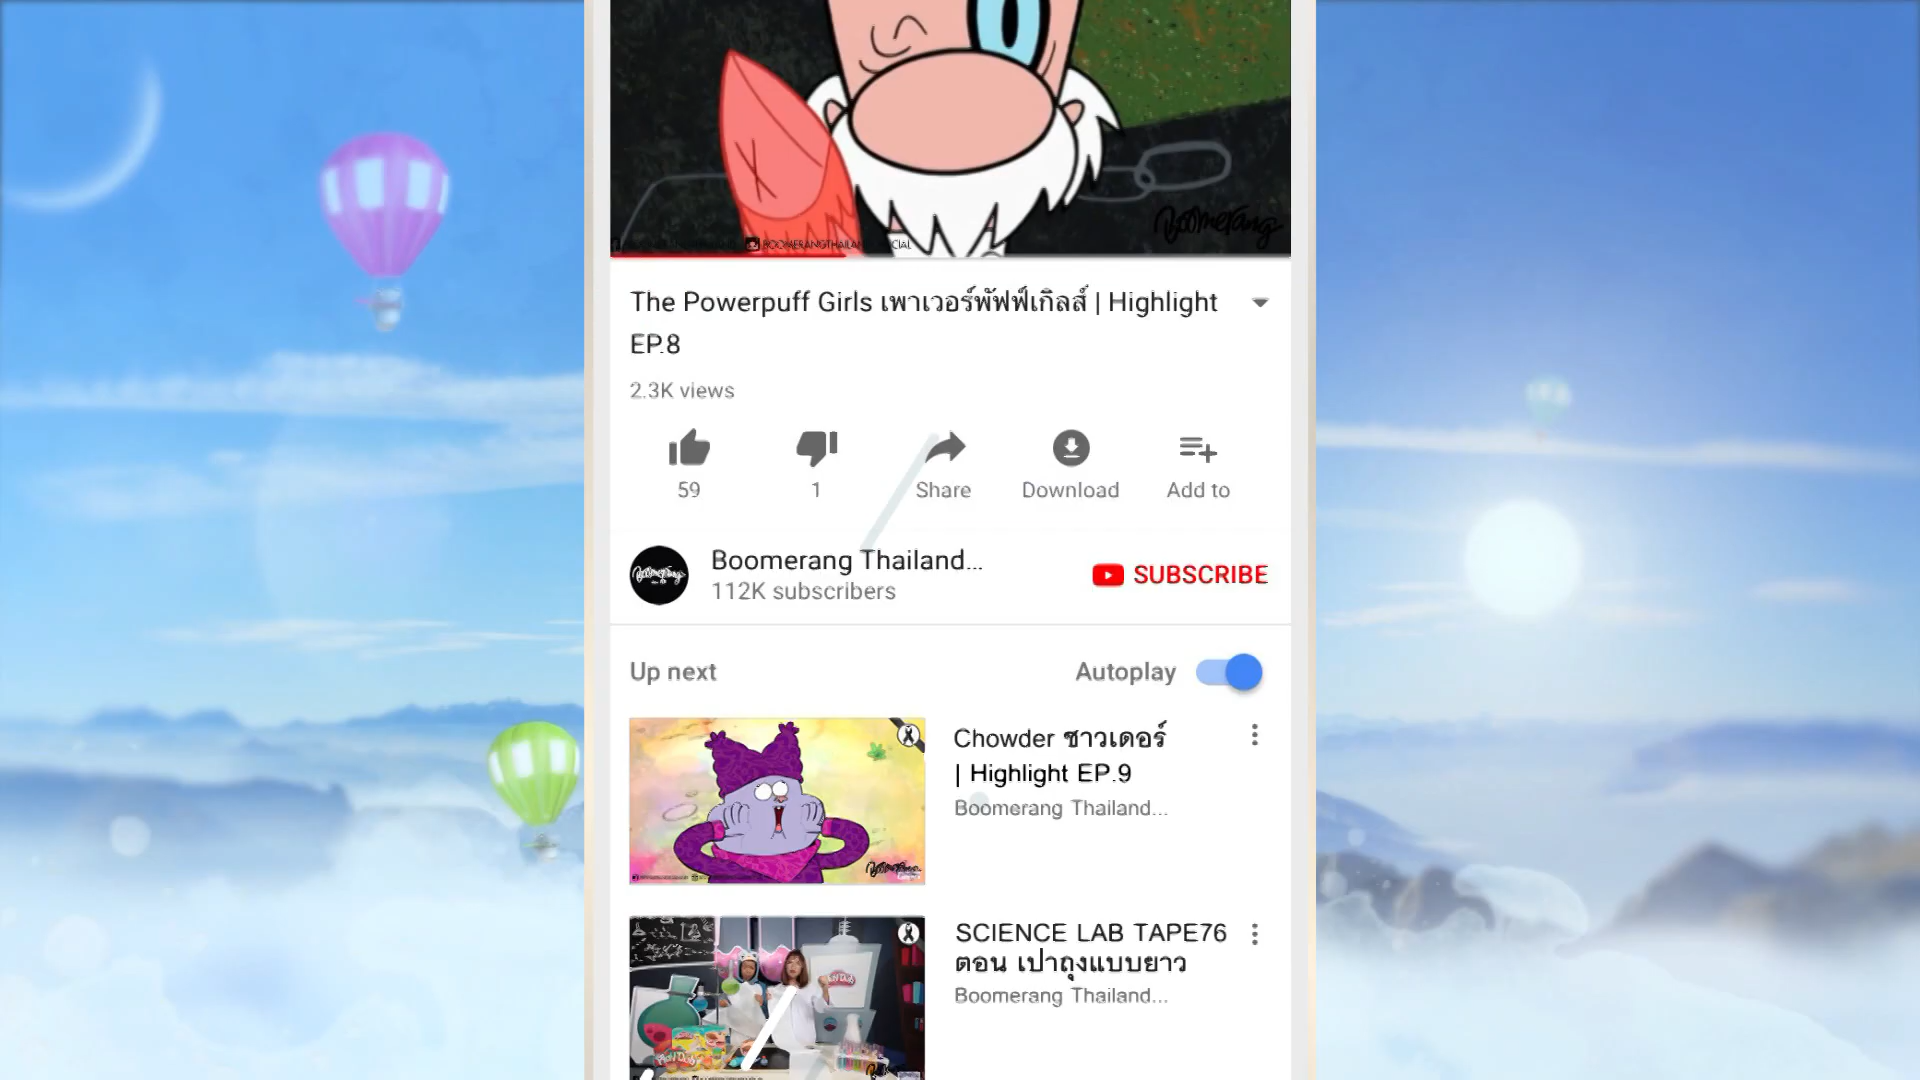 Boomerang
The Powerpuff Girls เพาเวอร์พัฟฟ์เกิลส์ | Highlight
EP.8
2.3K views
59
1
Share
Download
Add to
Boomerang Thailand...
112K subscribers
SUBSCRIBE
Up next
Autoplay
Chowder ชาวเดอร์
| Highlight EP.9
Boomerang Thailand...
SCIENCE LAB TAPE76
ตอน เป่าถุงแบบยาว
Boomerang Thailand...